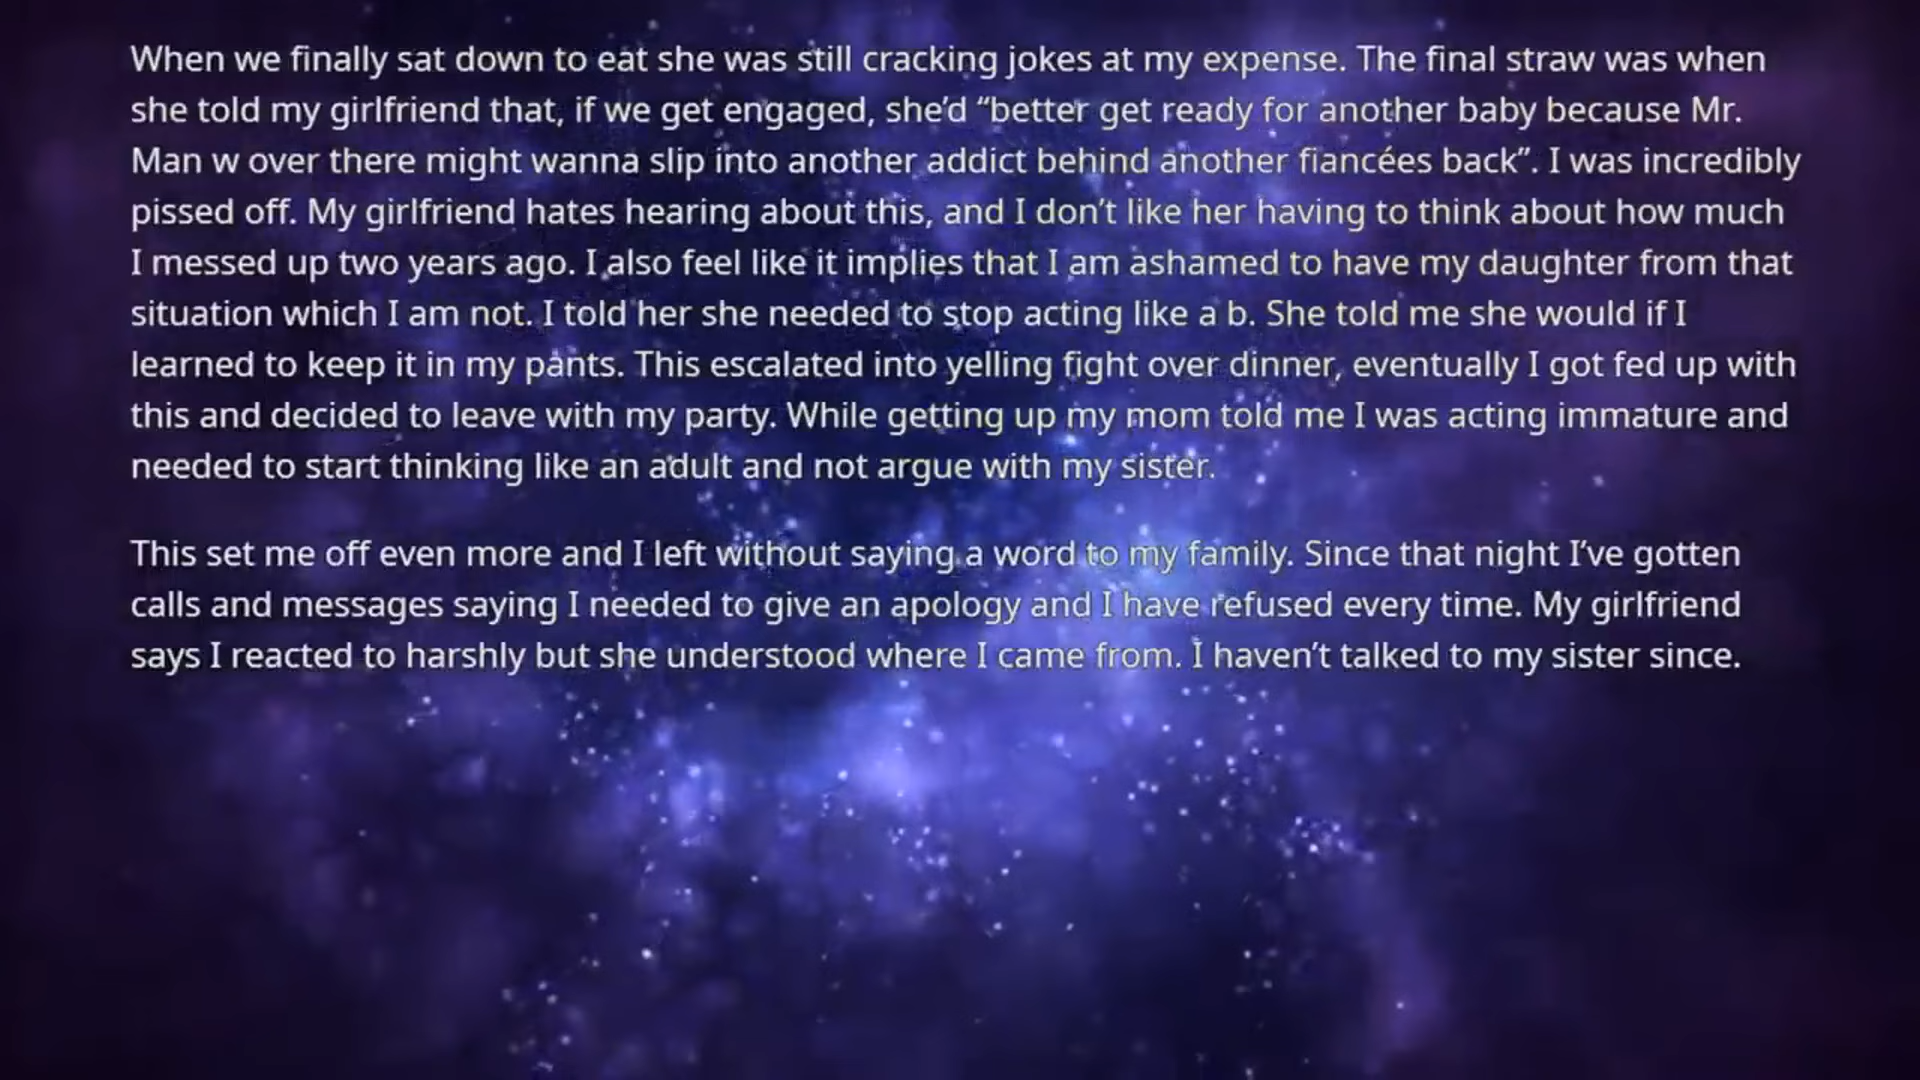 When we finally sat down to eat she was still cracking jokes at my expense. The final straw was when
she told my girlfriend that, if we get engaged, she’d “better get ready for another baby because Mr.
Man w over there might wanna slip into another addict behind another fiancées back”. I was incredibly
pissed off. My girlfriend hates hearing about this, and I don’t like her having to think about how much
I messed up two years ago. I also feel like it implies that I am ashamed to have my daughter from that
situation which I am not. I told her she needed to stop acting like a b. She told me she would if I
learned to keep it in my pants. This escalated into yelling fight over dinner, eventually I got fed up with
this and decided to leave with my party. While getting up my mom told me I was acting immature and
needed to start thinking like an adult and not argue with my sister.
This set me off even more and I left without saying a word to my family. Since that night I’ve gotten
calls and messages saying I needed to give an apology and I have refused every time. My girlfriend
says I reacted to harshly but she understood where I came from. I haven’t talked to my sister since.